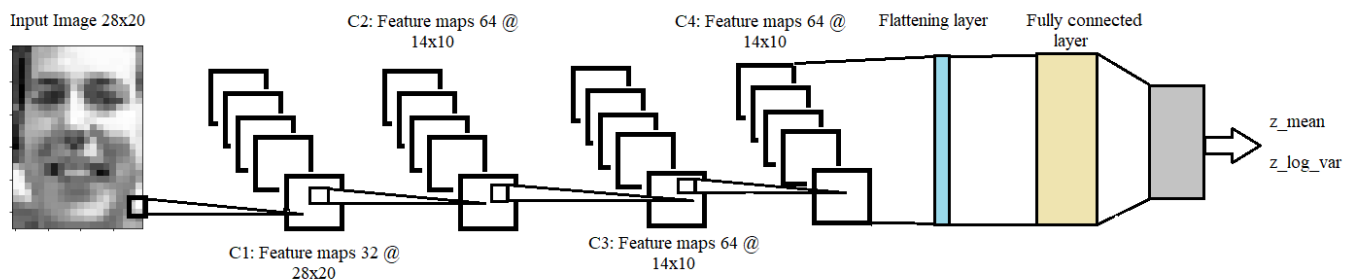 Input Image 28x20
C2: Feature maps 64 @
14x10
C4: Feature maps 64 @
14x10
Flattening layer
Fully connected
layer
z_mean
z_log_var
C1: Feature maps 32 @
28x20
C3: Feature maps 64 @
14x10